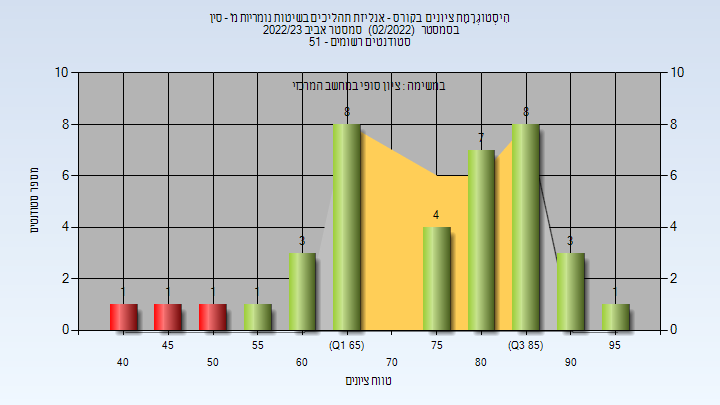 היסטוגרמת ציונים בקורס - אנליזת תהליכים בשיטות נומריות מ' - סין
בסמסטר (02/2022) סמסטר אביב 2022/23
סטודנטים רשומים - 51
במשימה : ציון סופי במחשב המרכזי
מספר סטודנטים
10 10
8 8
6 6
4 4
2 2
0 0
1 1 1 1 3 8 4 7 8 3 1
45 55 (Q1 65) 75 (Q3 85) 95
40 50 60 70 80 90
טווח ציונים